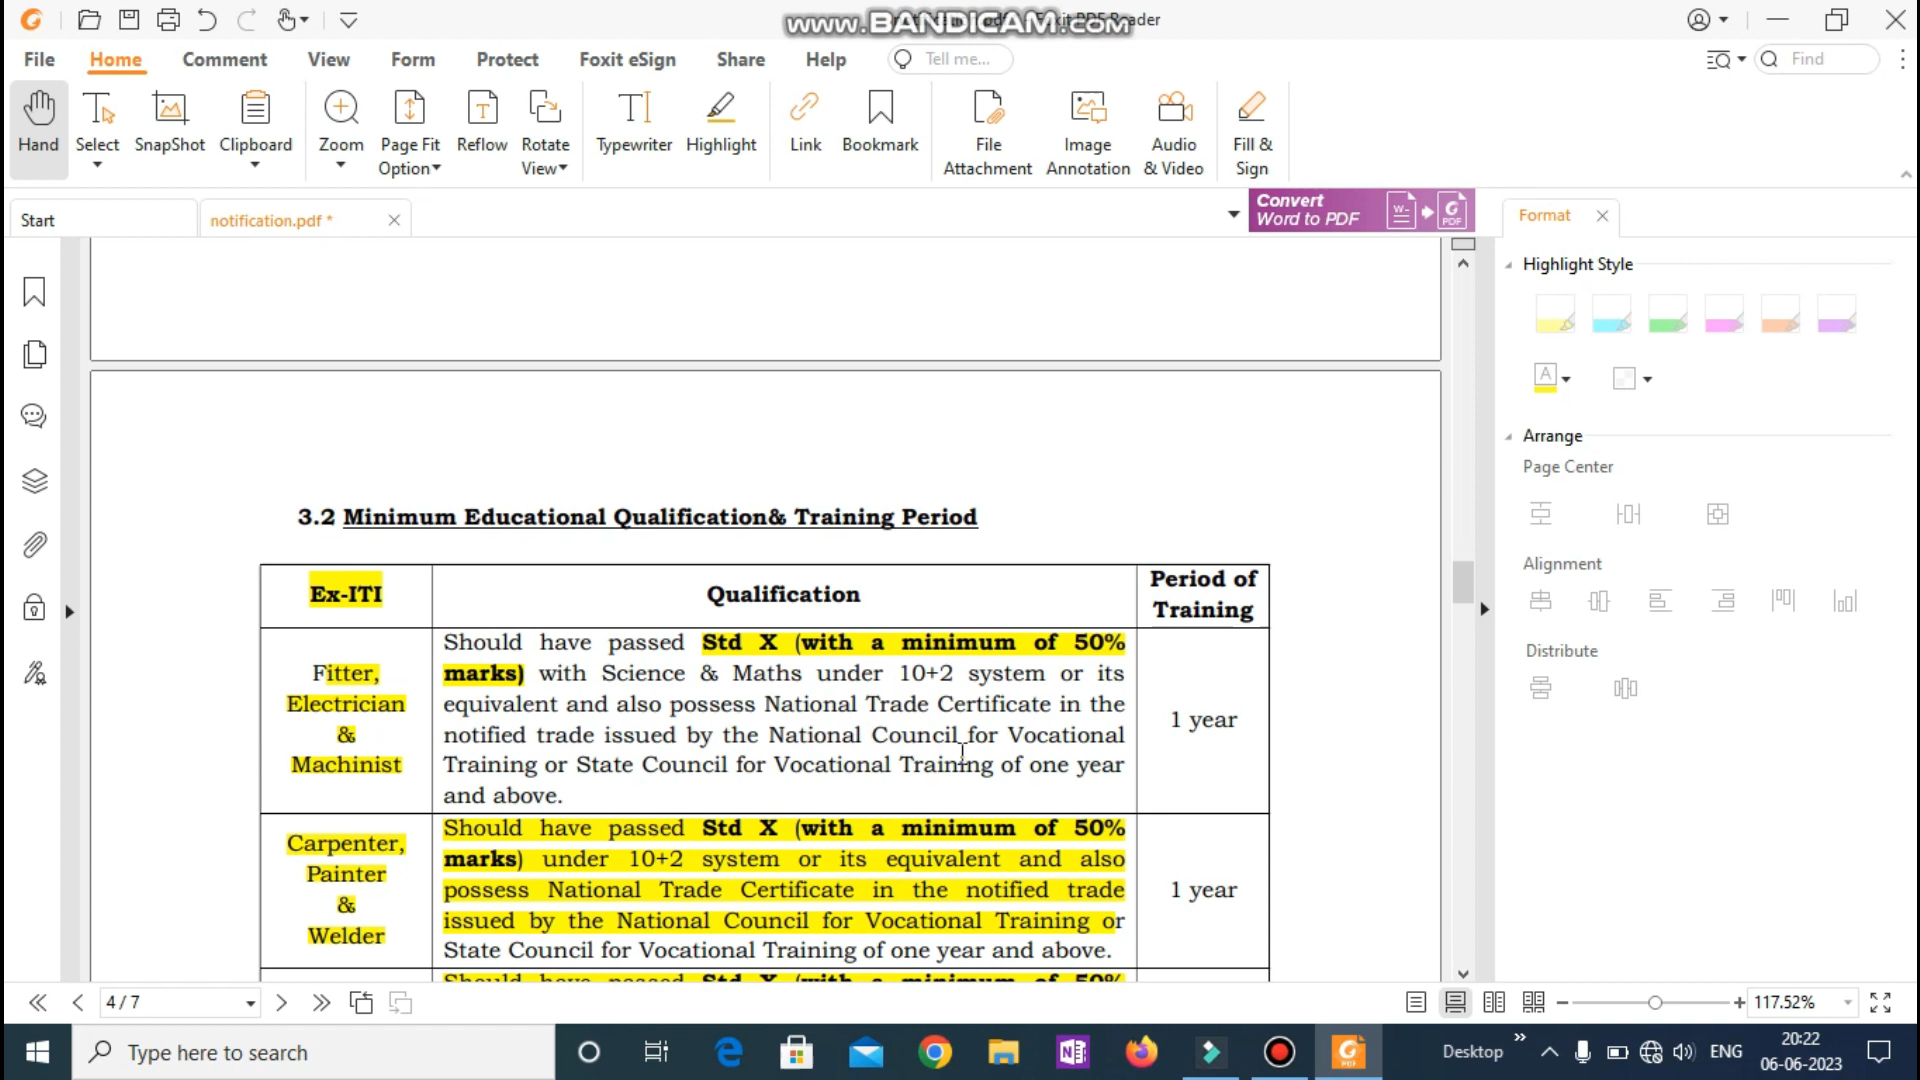 www.BANDICAM.com
Reader
File
Home
Comment
View
Form
Protect
Foxit eSign
Share
Help
Tell me...
Find
Hand
Select
SnapShot
Clipboard
Zoom
Page Fit
Option
Reflow
Rotate
View
Typewriter
Highlight
Link
Bookmark
File
Attachment
Image
Annotation
Audio
& Video
Fill &
Sign
Start
notification.pdf *
Convert
Word to PDF
Format
Highlight Style
Arrange
Page Center
Alignment
Distribute
3.2 Minimum Educational Qualification& Training Period
Ex-ITI
Qualification
Period of
Training
Fitter,
Electrician
&
Machinist
Should have passed Std X (with a minimum of 50%
marks) with Science & Maths under 10+2 system or its
equivalent and also possess National Trade Certificate in the
notified trade issued by the National Council for Vocational
Training or State Council for Vocational Training of one year
and above.
1 year
Carpenter,
Painter
&
Welder
Should have passed Std X (with a minimum of 50%
marks) under 10+2 system or its equivalent and also
possess National Trade Certificate in the notified trade
issued by the National Council for Vocational Training or
State Council for Vocational Training of one year and above.
1 year
Should have passed Std X (with a minimum of 50%
4 / 7
117.52%
Type here to search
Desktop
ENG
20:22
06-06-2023